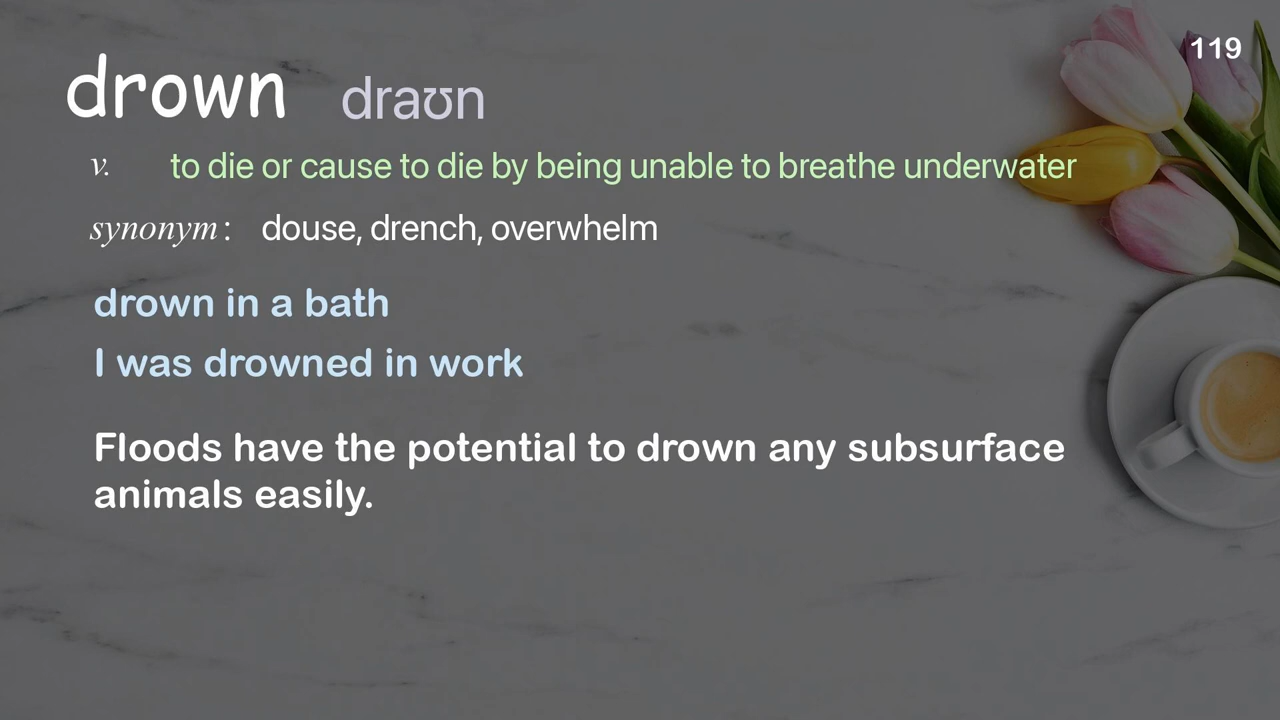 119
drown draʊn
v. to die or cause to die by being unable to breathe underwater
synonym : douse, drench, overwhelm
drown in a bath
I was drowned in work
Floods have the potential to drown any subsurface
animals easily.